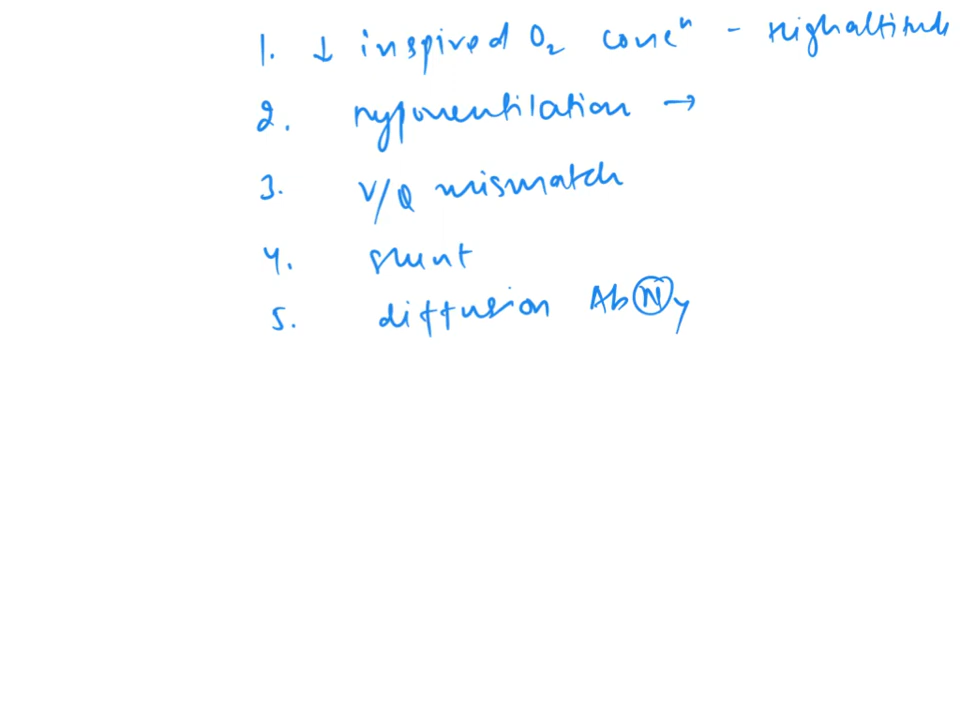 1. ↓ inspired O₂ concⁿ - Highaltitude
2. Hypoventilation →
3. V/Q mismatch
4. shunt
5. diffusion AbⓃy